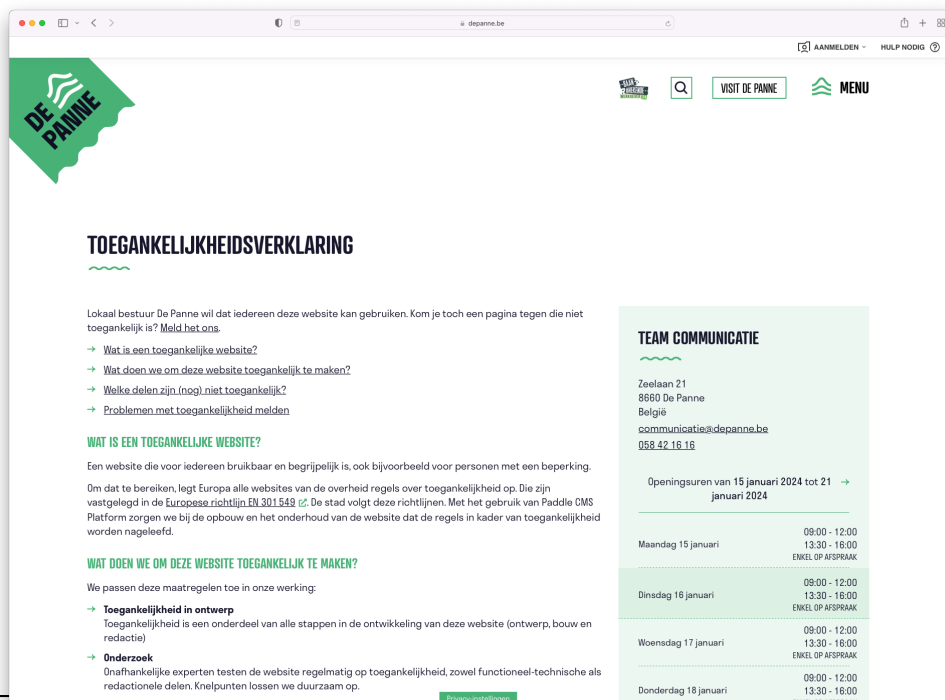 depanne.be
AANMELDEN
HULP NODIG
DE
PANNE
VISIT DE PANNE
MENU
TOEGANKELIJKHEIDSVERKLARING
Lokaal bestuur De Panne wil dat iedereen deze website kan gebruiken. Kom je toch een pagina tegen die niet
toegankelijk is? Meld het ons.
Wat is een toegankelijke website?
Wat doen we om deze website toegankelijk te maken?
Welke delen zijn (nog) niet toegankelijk?
Problemen met toegankelijkheid melden
WAT IS EEN TOEGANKELIJKE WEBSITE?
Een website die voor iedereen bruikbaar en begrijpelijk is, ook bijvoorbeeld voor personen met een beperking.
Om dat te bereiken, legt Europa alle websites van de overheid regels over toegankelijkheid op. Die zijn
vastgelegd in de Europese richtlijn EN 301 549. De stad volgt deze richtlijnen. Met het gebruik van Paddle CMS
Platform zorgen we bij de opbouw en het onderhoud van de website dat de regels in kader van toegankelijkheid
worden nageleefd.
WAT DOEN WE OM DEZE WEBSITE TOEGANKELIJK TE MAKEN?
We passen deze maatregelen toe in onze werking:
Toegankelijkheid in ontwerp
Toegankelijkheid is een onderdeel van alle stappen in de ontwikkeling van deze website (ontwerp, bouw en
redactie)
Onderzoek
Onafhankelijke experten testen de website regelmatig op toegankelijkheid, zowel functioneel-technische als
redactionele delen. Knelpunten lossen we duurzaam op.
TEAM COMMUNICATIE
Zeelaan 21
8660 De Panne
België
communicatie@depanne.be
058 42 16 16
Openingsuren van 15 januari 2024 tot 21
januari 2024
Maandag 15 januari
09:00 - 12:00
13:30 - 16:00
ENKEL OP AFSPRAAK
Dinsdag 16 januari
09:00 - 12:00
13:30 - 16:00
ENKEL OP AFSPRAAK
Woensdag 17 januari
09:00 - 12:00
13:30 - 16:00
ENKEL OP AFSPRAAK
Donderdag 18 januari
09:00 - 12:00
13:30 - 16:00
Privacy-instellingen